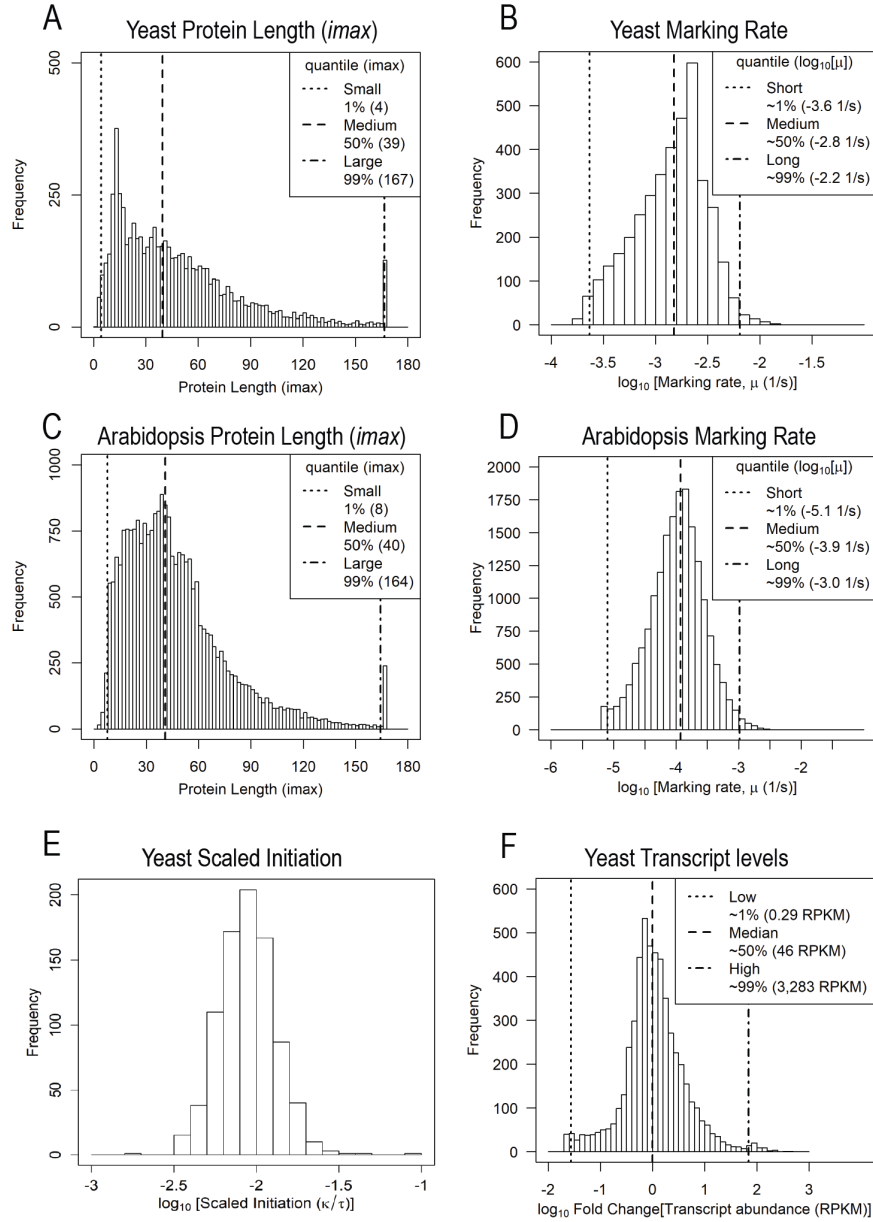 A
Yeast Protein Length (imax)
Frequency
500
250
0
quantile (imax)
Small
1% (4)
Medium
50% (39)
Large
99% (167)
0 30 60 90 120 150 180
Protein Length (imax)
B
Yeast Marking Rate
Frequency
600
500
400
300
200
100
0
quantile (log10[μ])
Short
~1% (-3.6 1/s)
Medium
~50% (-2.8 1/s)
Long
~99% (-2.2 1/s)
-4 -3.5 -3 -2.5 -2 -1.5
log10 [Marking rate, μ (1/s)]
C
Arabidopsis Protein Length (imax)
Frequency
1000
750
500
250
0
quantile (imax)
Small
1% (8)
Medium
50% (40)
Large
99% (164)
0 30 60 90 120 150 180
Protein Length (imax)
D
Arabidopsis Marking Rate
Frequency
2000
1750
1500
1250
1000
750
500
250
0
quantile (log10[μ])
Short
~1% (-5.1 1/s)
Medium
~50% (-3.9 1/s)
Long
~99% (-3.0 1/s)
-6 -5 -4 -3 -2
log10 [Marking rate, μ (1/s)]
E
Yeast Scaled Initiation
Frequency
200
150
100
50
0
-3 -2.5 -2 -1.5 -1
log10 [Scaled Initiation (κ/τ)]
F
Yeast Transcript levels
Frequency
600
500
400
300
200
100
0
Low
~1% (0.29 RPKM)
Median
~50% (46 RPKM)
High
~99% (3,283 RPKM)
-2 -1 0 1 2 3
log10 Fold Change[Transcript abundance (RPKM)]